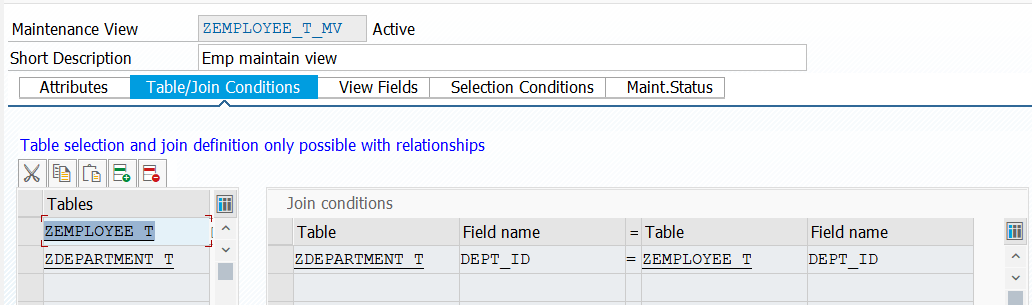 Maintenance View ZEMPLOYEE_T_MV Active
Short Description Emp maintain view
Attributes Table/Join Conditions View Fields Selection Conditions Maint.Status
Table selection and join definition only possible with relationships
Tables
ZEMPLOYEE_T
ZDEPARTMENT_T
Join conditions
Table Field name = Table Field name
ZDEPARTMENT_T DEPT_ID = ZEMPLOYEE_T DEPT_ID